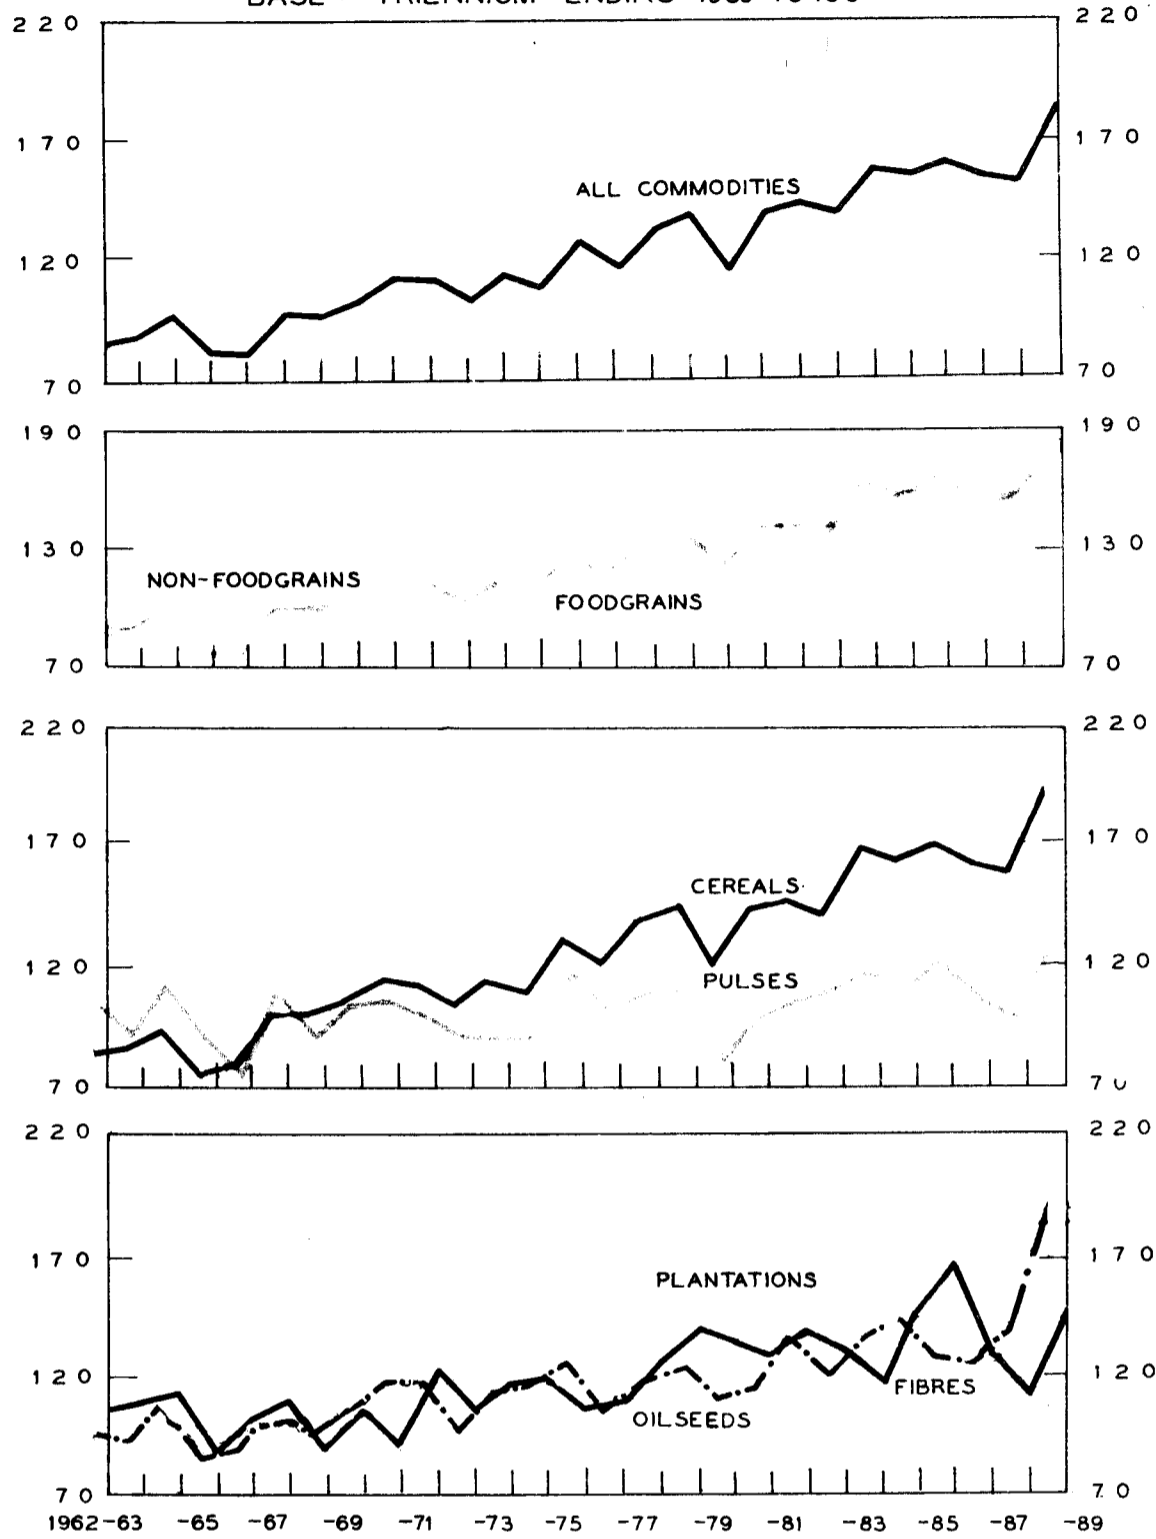 220 220
170 170
ALL COMMODITIES
120 120
70 70
190 190
130 130
NON-FOODGRAINS
FOODGRAINS
70 70
220 220
170 170
CEREALS
120 120
PULSES
70
220 220
170 170
PLANTATIONS
120 120
FIBRES
OILSEEDS
70 70
1962-63 -65 -67 -69 -71 -73 -75 -77 -79 -81 -83 -85 -87 -89